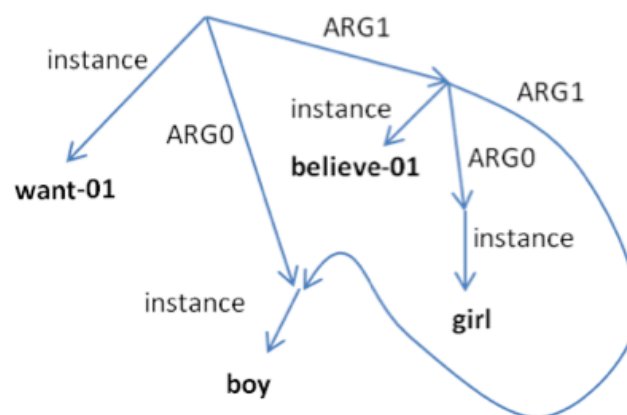 ARG1
instance
ARG1
instance
ARG0
believe-01
ARG0
want-01
instance
instance
girl
boy